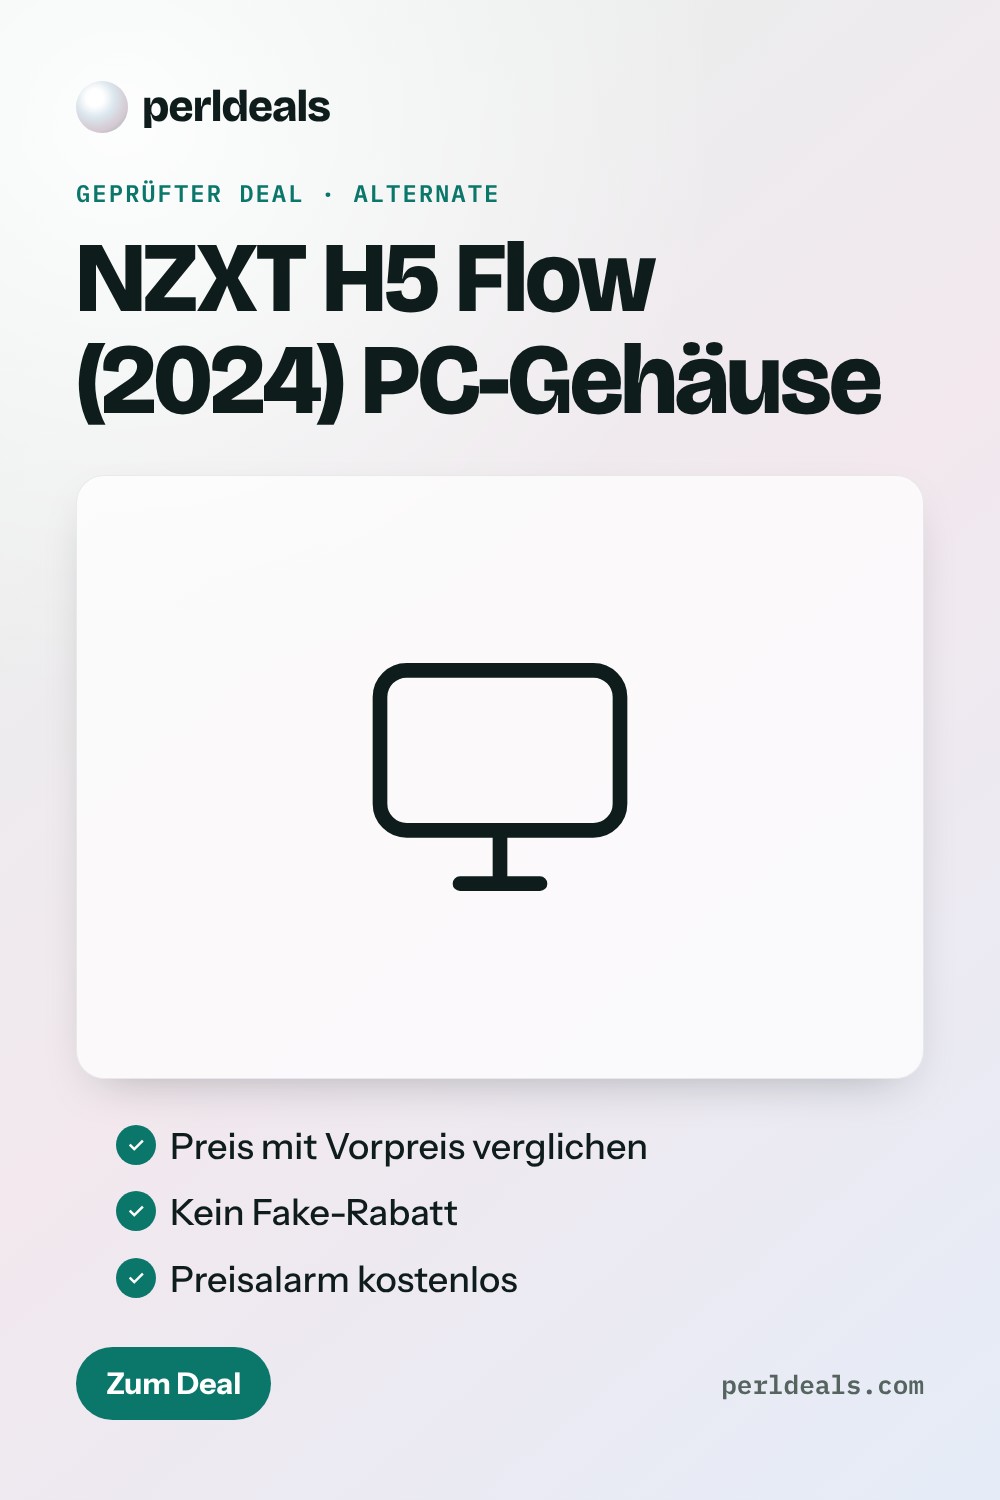 perldeals
GEPRÜFTER DEAL · ALTERNATE
NZXT H5 Flow
(2024) PC-Gehäuse
Preis mit Vorpreis verglichen
Kein Fake-Rabatt
Preisalarm kostenlos
Zum Deal
perldeals.com